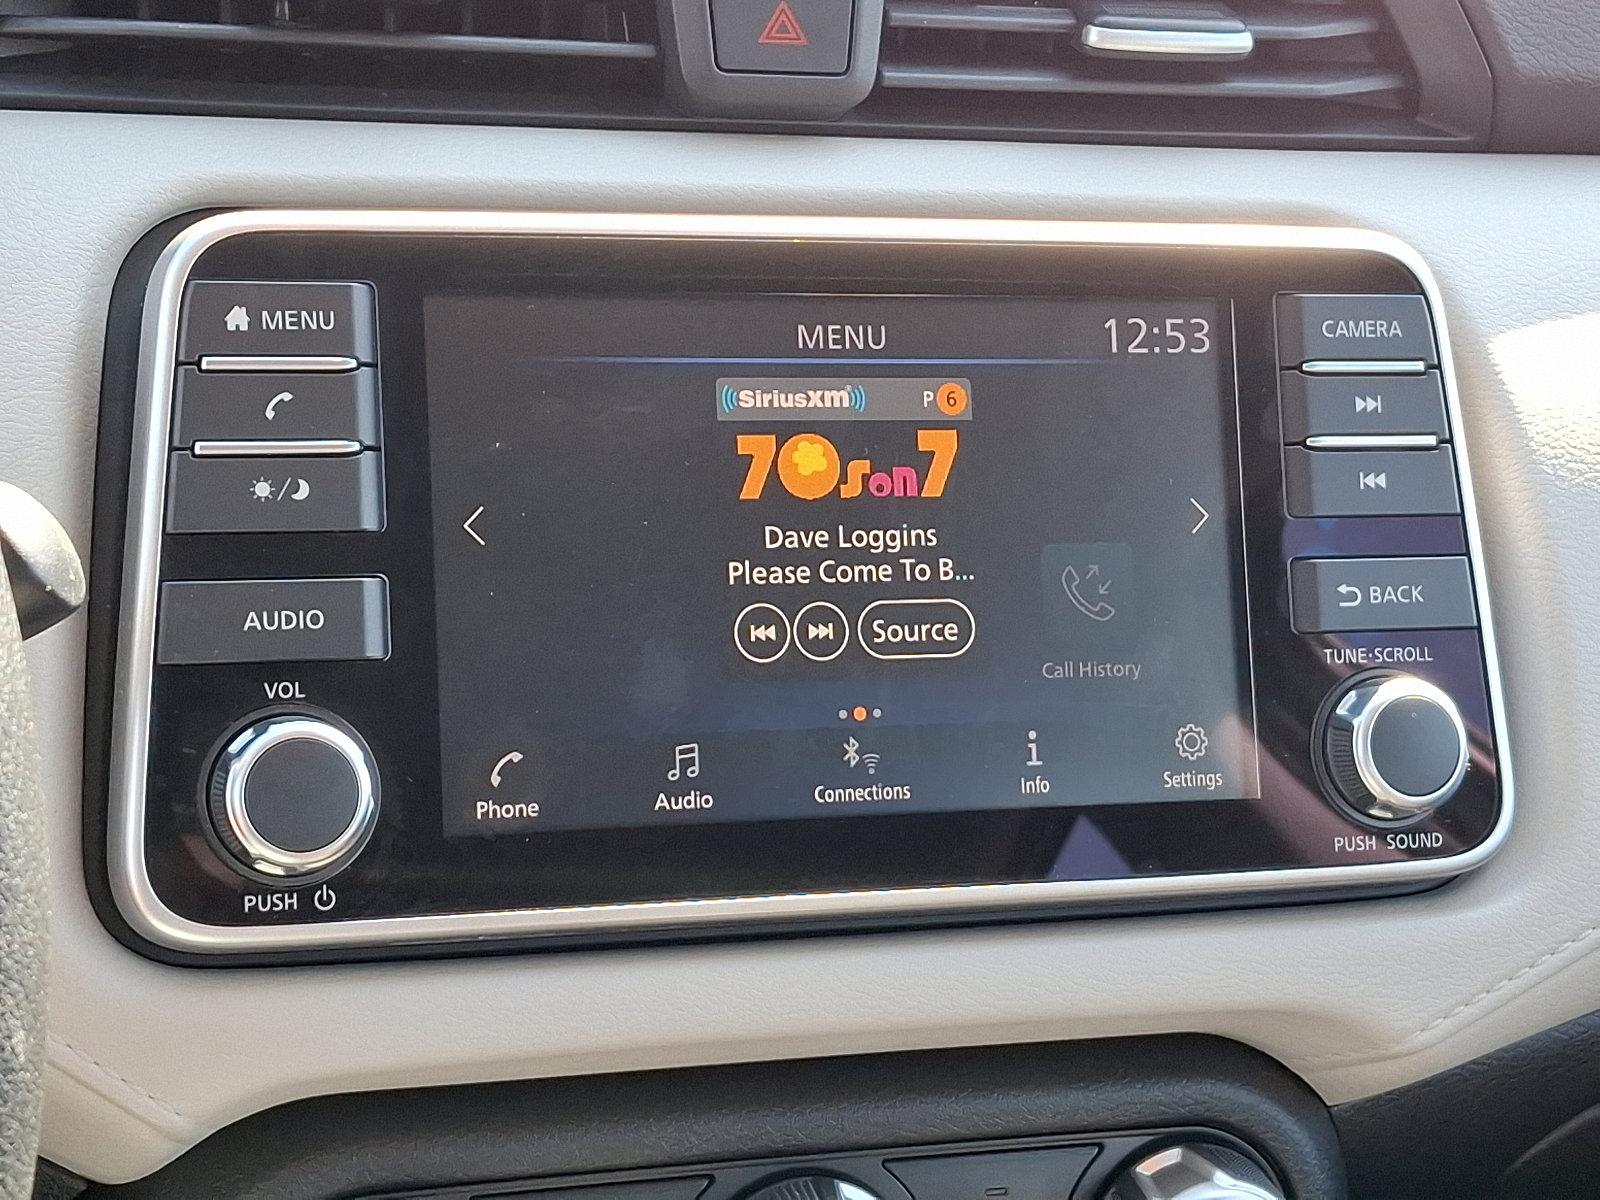 MENU
AUDIO
VOL
PUSH
MENU 12:53
SiriusXM P 6
70s on 7
Dave Loggins
Please Come To B...
Source
Call History
Phone Audio Connections Info Settings
CAMERA
BACK
TUNE·SCROLL
PUSH SOUND